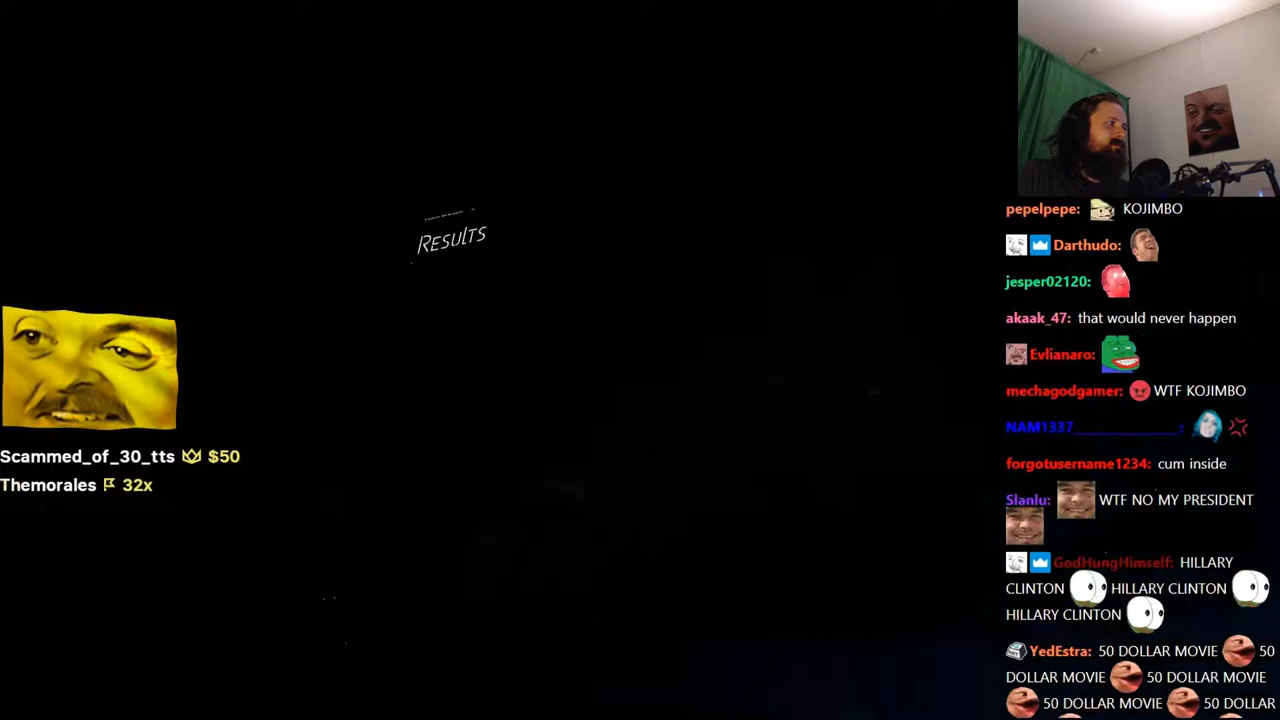 RESULTS
Scammed_of_30_tts $50
Themorales 32x
pepelpepe: KOJIMBO
Darthudo:
jesper02120:
akaak_47: that would never happen
Evlianaro:
mechagodgamer: WTF KOJIMBO
NAM1337______________:
forgotusername1234: cum inside
Slanlu: WTF NO MY PRESIDENT
GodHungHimself: HILLARY
CLINTON HILLARY CLINTON
HILLARY CLINTON
YedEstra: 50 DOLLAR MOVIE 50
DOLLAR MOVIE 50 DOLLAR MOVIE
50 DOLLAR MOVIE 50 DOLLAR